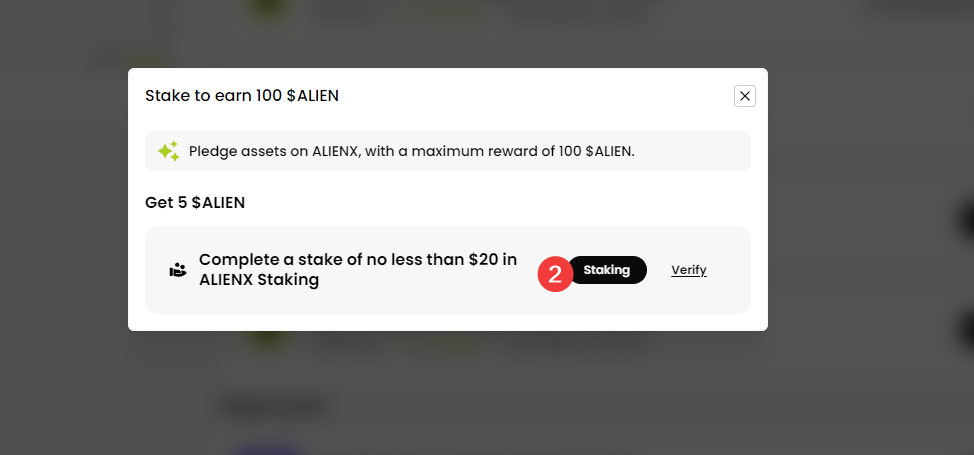 Stake to earn 100 $ALIEN
Pledge assets on ALIENX, with a maximum reward of 100 $ALIEN.
Get 5 $ALIEN
Complete a stake of no less than $20 in
ALIENX Staking
2
Staking
Verify